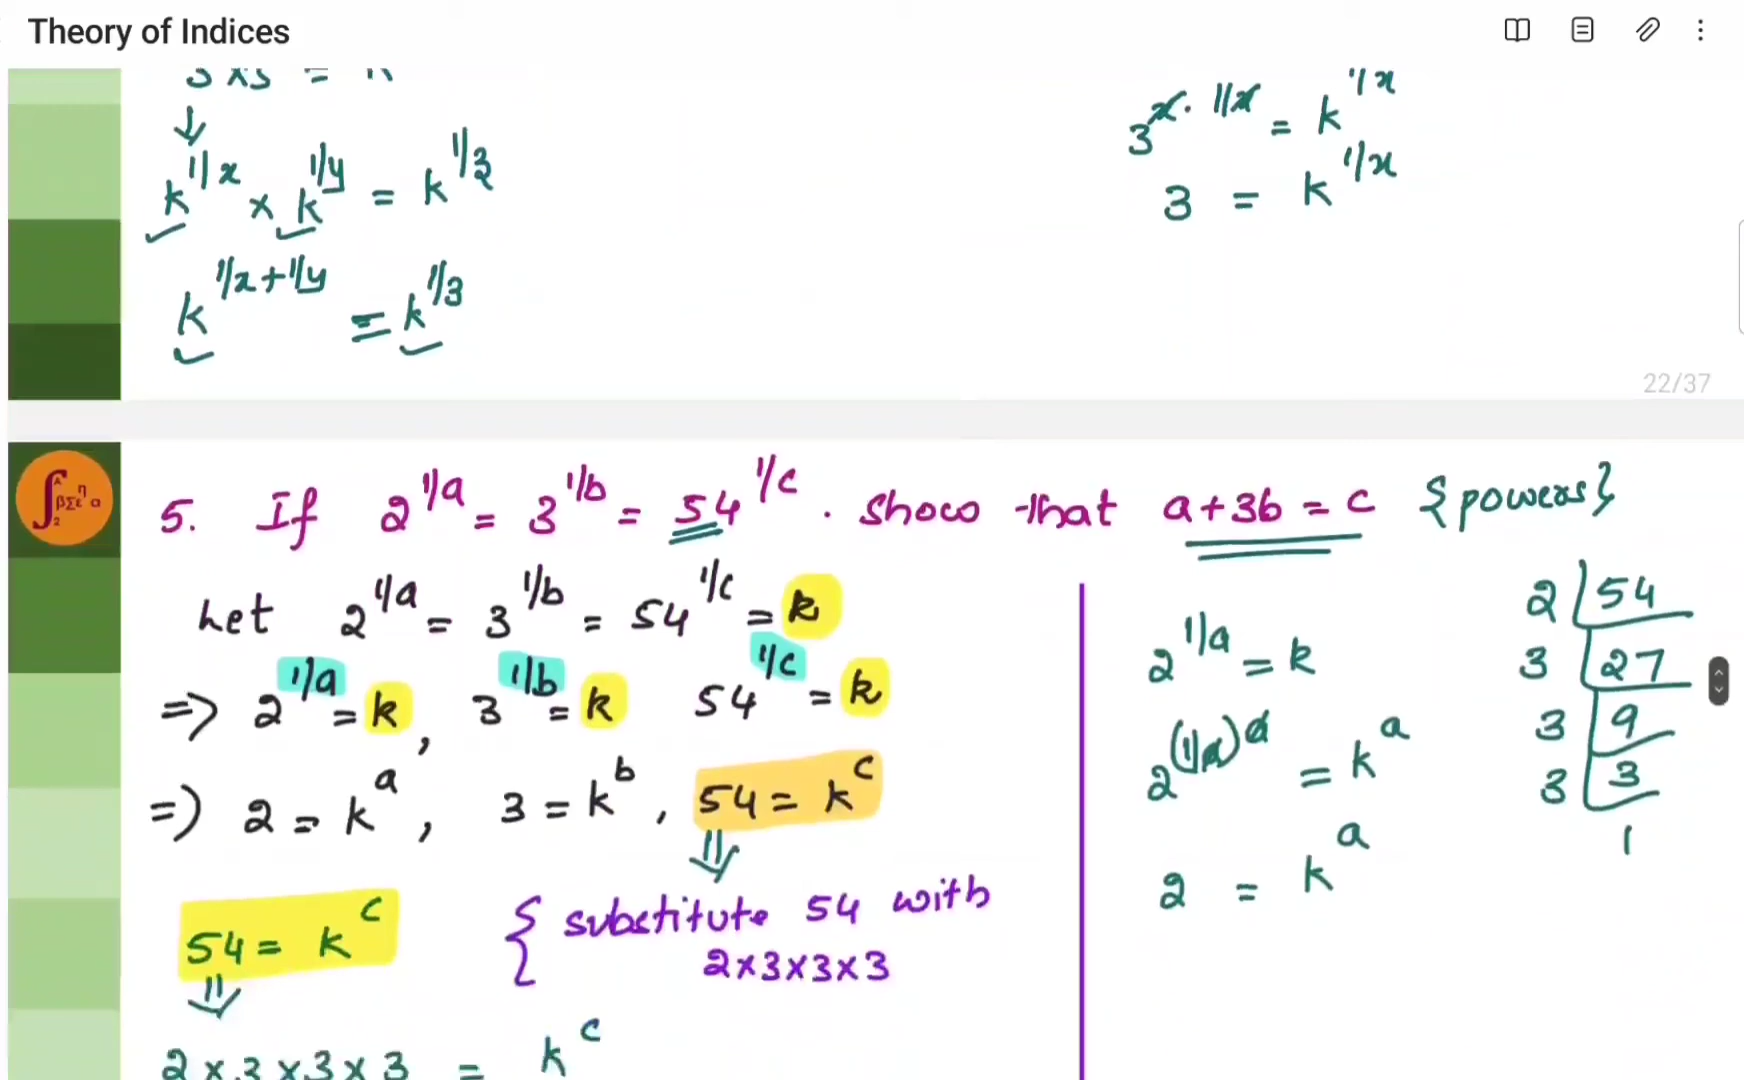 Theory of Indices
3 × 3 = k
k^1/x × k^1/y = k^1/z
k^1/x+1/y = k^1/3
3^x·1/x = k^1/x
3 = k^1/x
22/37
5. If 2^1/a = 3^1/b = 54^1/c. Show that a+3b = c {powers}
Let 2^1/a = 3^1/b = 54^1/c = k
=> 2^1/a = k, 3^1/b = k 54^1/c = k
=> 2 = k^a, 3 = k^b, 54 = k^c
54 = k^c { substitute 54 with
2×3×3×3
2 × 3 × 3 × 3 = k^c
2^1/a = k
2^(1/a)a = k^a
2 = k^a
2 | 54
3 | 27
3 | 9
3 | 3
1